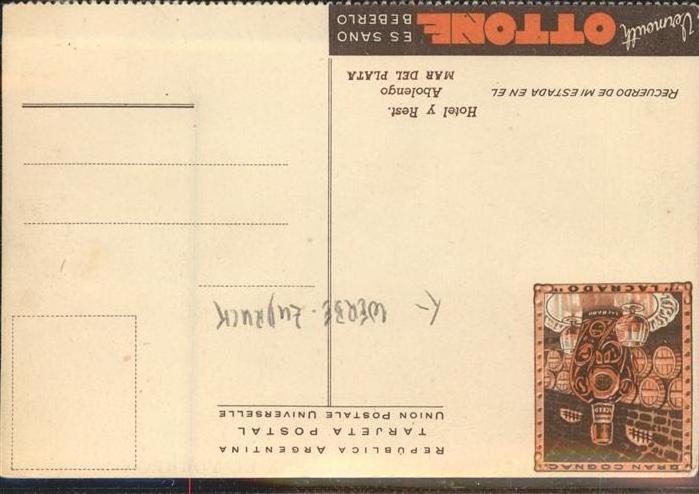 GRAN COGNAC
"LACRADO"
REPÚBLICA ARGENTINA
TARJETA POSTAL
UNION POSTALE UNIVERSELLE
K- WERBE-ZUDRUCK
RECUERDO DE MI ESTADA EN EL
Hotel y Rest.
Abolengo
MAR DEL PLATA
Vermouth OTTONE ES SANO
BEBERLO